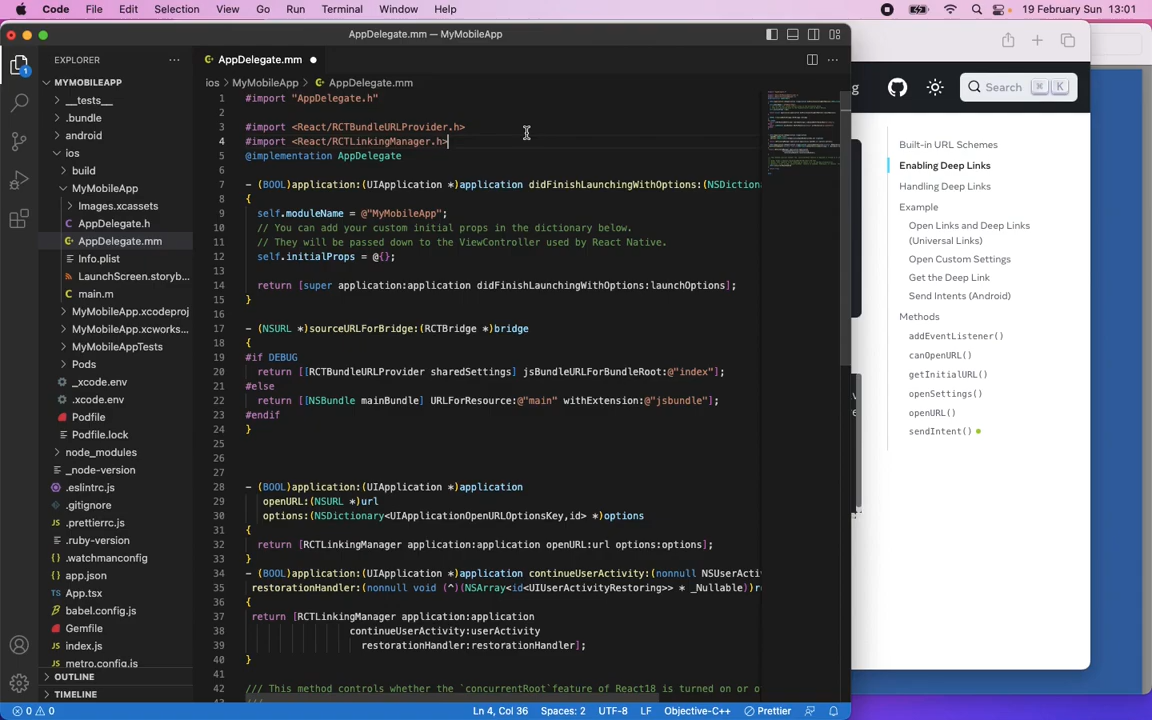 Code File Edit Selection View Go Run Terminal Window Help 19 February Sun 13:01
AppDelegate.mm — MyMobileApp
EXPLORER
MYMOBILEAPP
__tests__
.bundle
android
ios
build
MyMobileApp
Images.xcassets
AppDelegate.h
AppDelegate.mm
Info.plist
LaunchScreen.storyb...
main.m
MyMobileApp.xcodeproj
MyMobileApp.xcworks...
MyMobileAppTests
Pods
_xcode.env
.xcode.env
Podfile
Podfile.lock
node_modules
_node-version
.eslintrc.js
.gitignore
.prettierrc.js
.ruby-version
.watchmanconfig
app.json
App.tsx
babel.config.js
Gemfile
index.js
metro.config.js
OUTLINE
TIMELINE
AppDelegate.mm
ios > MyMobileApp > AppDelegate.mm
1 #import "AppDelegate.h"
2
3 #import <React/RCTBundleURLProvider.h>
4 #import <React/RCTLinkingManager.h>
5 @implementation AppDelegate
6
7 - (BOOL)application:(UIApplication *)application didFinishLaunchingWithOptions:(NSDictiona
8 {
9 self.moduleName = @"MyMobileApp";
10 // You can add your custom initial props in the dictionary below.
11 // They will be passed down to the ViewController used by React Native.
12 self.initialProps = @{};
13
14 return [super application:application didFinishLaunchingWithOptions:launchOptions];
15 }
16
17 - (NSURL *)sourceURLForBridge:(RCTBridge *)bridge
18 {
19 #if DEBUG
20 return [[RCTBundleURLProvider sharedSettings] jsBundleURLForBundleRoot:@"index"];
21 #else
22 return [[NSBundle mainBundle] URLForResource:@"main" withExtension:@"jsbundle"];
23 #endif
24 }
25
26
27
28 - (BOOL)application:(UIApplication *)application
29 openURL:(NSURL *)url
30 options:(NSDictionary<UIApplicationOpenURLOptionsKey,id> *)options
31 {
32 return [RCTLinkingManager application:application openURL:url options:options];
33 }
34 - (BOOL)application:(UIApplication *)application continueUserActivity:(nonnull NSUserActiv
35 restorationHandler:(nonnull void (^)(NSArray<id<UIUserActivityRestoring>> * _Nullable))re
36 {
37 return [RCTLinkingManager application:application
38 continueUserActivity:userActivity
39 restorationHandler:restorationHandler];
40 }
41
42 /// This method controls whether the `concurrentRoot`feature of React18 is turned on or o
0 0 Ln 4, Col 36 Spaces: 2 UTF-8 LF Objective-C++ Prettier
Search ⌘ K
Built-in URL Schemes
Enabling Deep Links
Handling Deep Links
Example
Open Links and Deep Links
(Universal Links)
Open Custom Settings
Get the Deep Link
Send Intents (Android)
Methods
addEventListener()
canOpenURL()
getInitialURL()
openSettings()
openURL()
sendIntent()